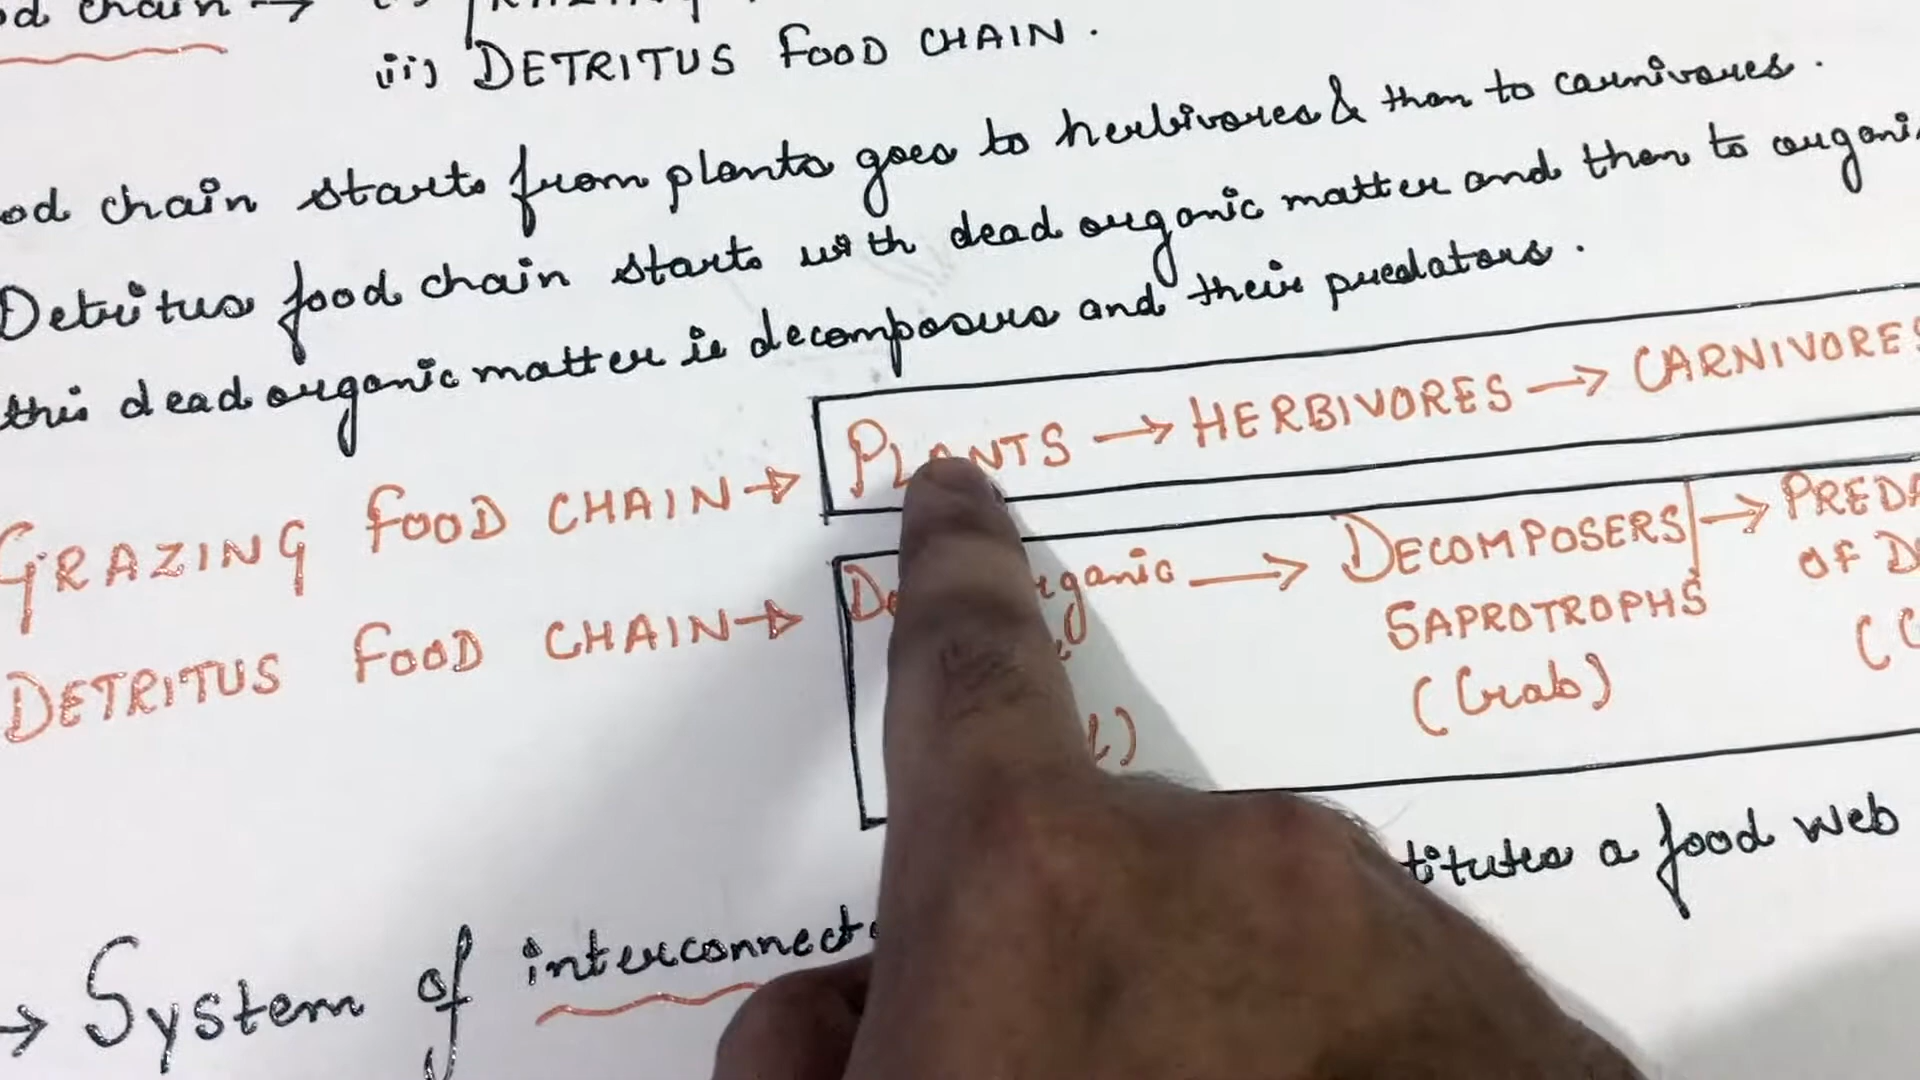 od chain →
(ii) DETRITUS FOOD CHAIN.
od chain starts from plants goes to herbivores & then to carnivores.
Detritus food chain starts with dead organic matter and then to organi
this dead organic matter is decomposers and their predators.
GRAZING FOOD CHAIN → PLANTS → HERBIVORES → CARNIVORES
DETRITUS FOOD CHAIN → rganic → DECOMPOSERS → PREDA
SAPROTROPHS OF D
(Crab) (C
→ System of interconnect titutes a food web